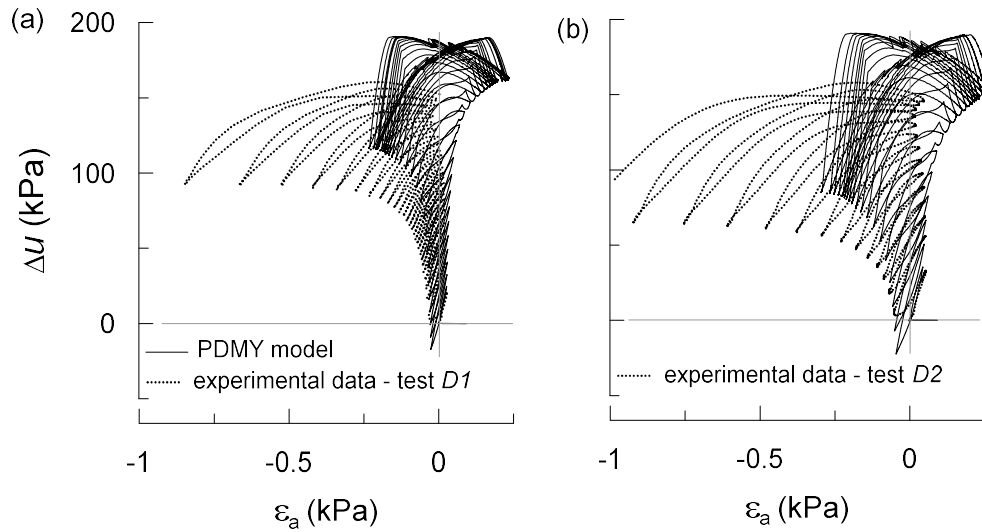 (a)
200
100
0
Δu (kPa)
PDMY model
experimental data - test D1
-1
-0.5
0
εa (kPa)
(b)
experimental data - test D2
-1
-0.5
0
εa (kPa)